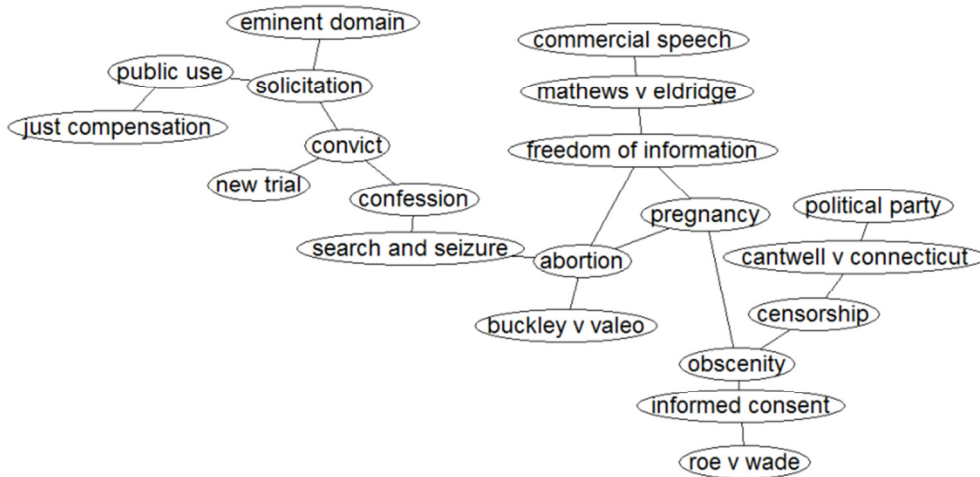 eminent domain
commercial speech
public use
solicitation
mathews v eldridge
just compensation
convict
freedom of information
new trial
confession
pregnancy
political party
search and seizure
abortion
cantwell v connecticut
buckley v valeo
censorship
obscenity
informed consent
roe v wade